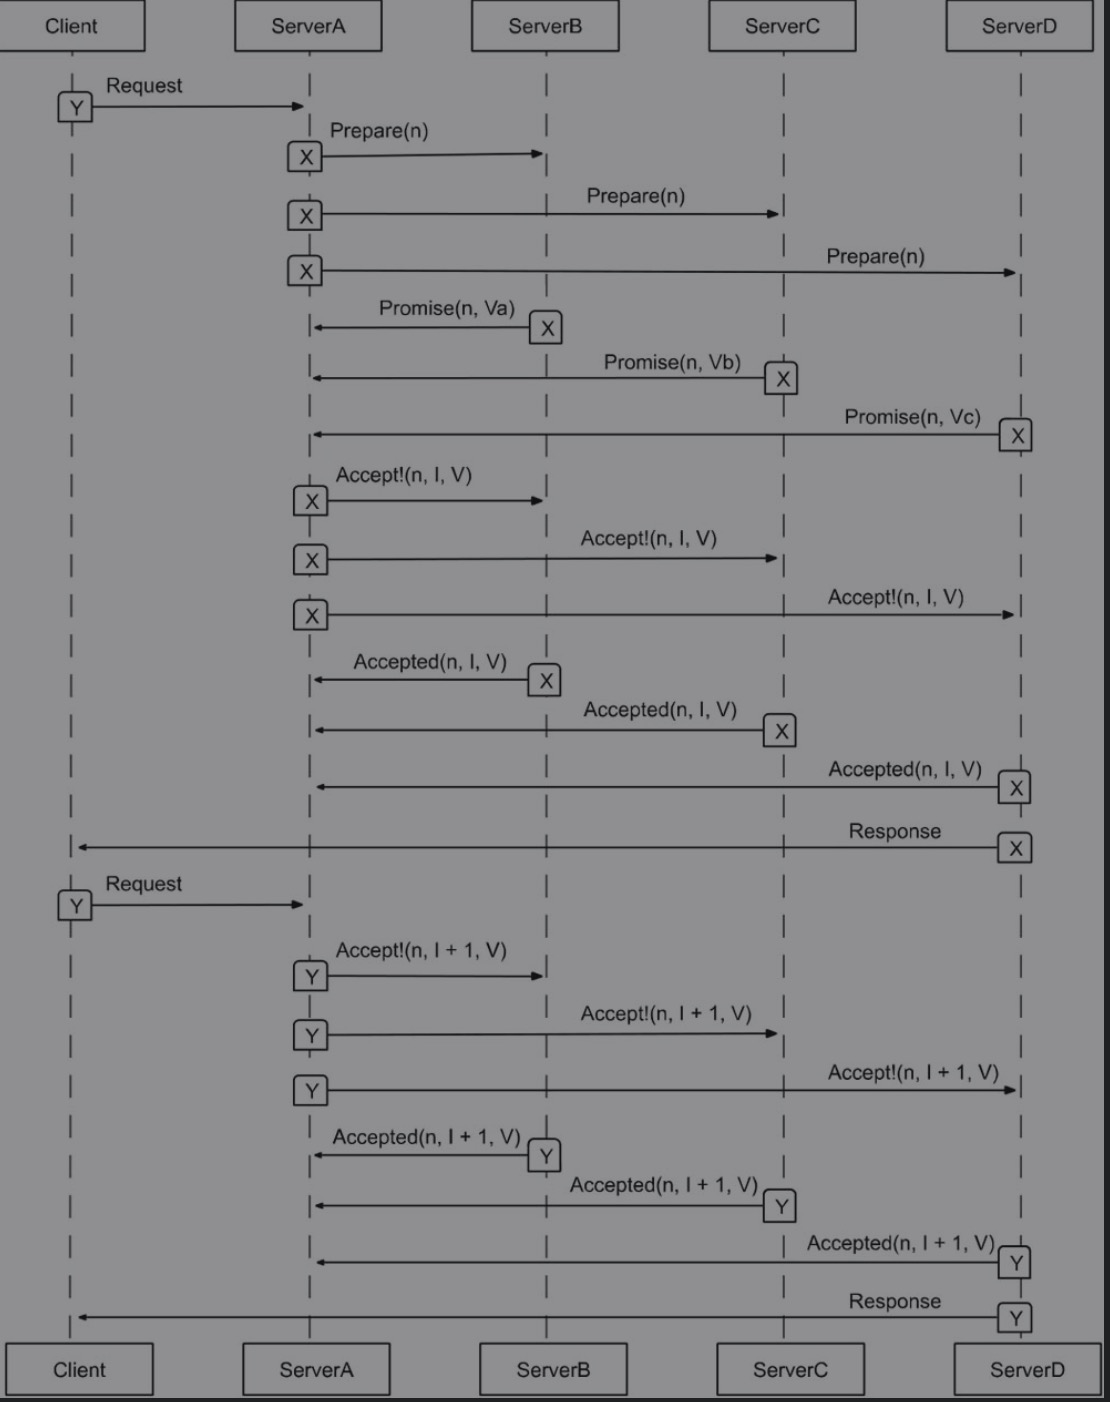 Client ServerA ServerB ServerC ServerD
Request
Y
Prepare(n)
X
Prepare(n)
X
Prepare(n)
X
Promise(n, Va)
X
Promise(n, Vb)
X
Promise(n, Vc)
X
Accept!(n, I, V)
X
Accept!(n, I, V)
X
Accept!(n, I, V)
X
Accepted(n, I, V)
X
Accepted(n, I, V)
X
Accepted(n, I, V)
X
Response
X
Request
Y
Accept!(n, I + 1, V)
Y
Accept!(n, I + 1, V)
Y
Accept!(n, I + 1, V)
Y
Accepted(n, I + 1, V)
Y
Accepted(n, I + 1, V)
Y
Accepted(n, I + 1, V)
Y
Response
Y
Client ServerA ServerB ServerC ServerD